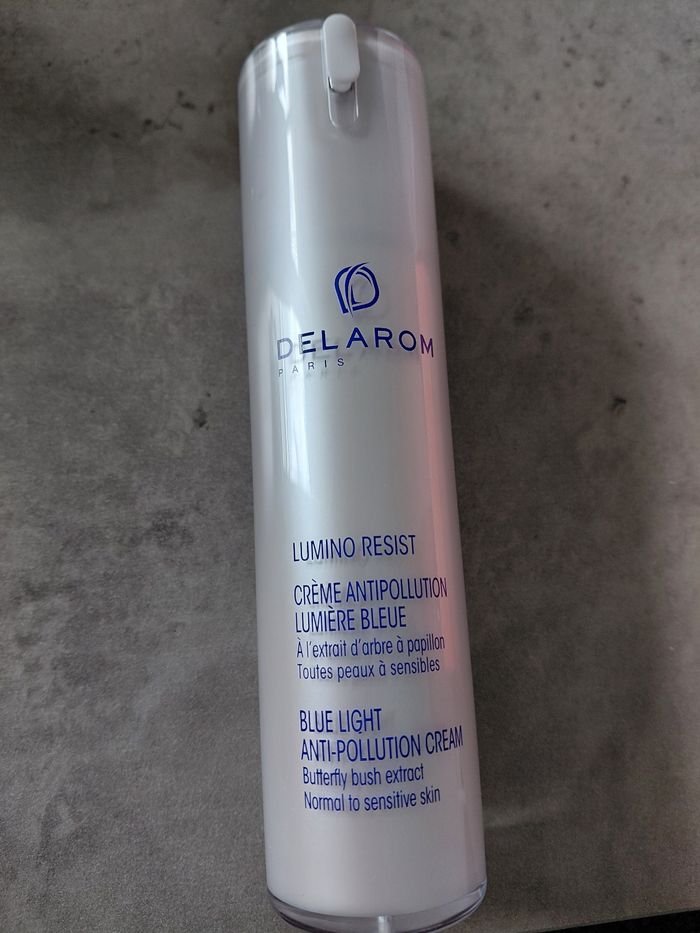 DELAROM
PARIS
LUMINO RESIST
CRÈME ANTIPOLLUTION
LUMIÈRE BLEUE
À l'extrait d'arbre à papillon
Toutes peaux à sensibles
BLUE LIGHT
ANTI-POLLUTION CREAM
Butterfly bush extract
Normal to sensitive skin